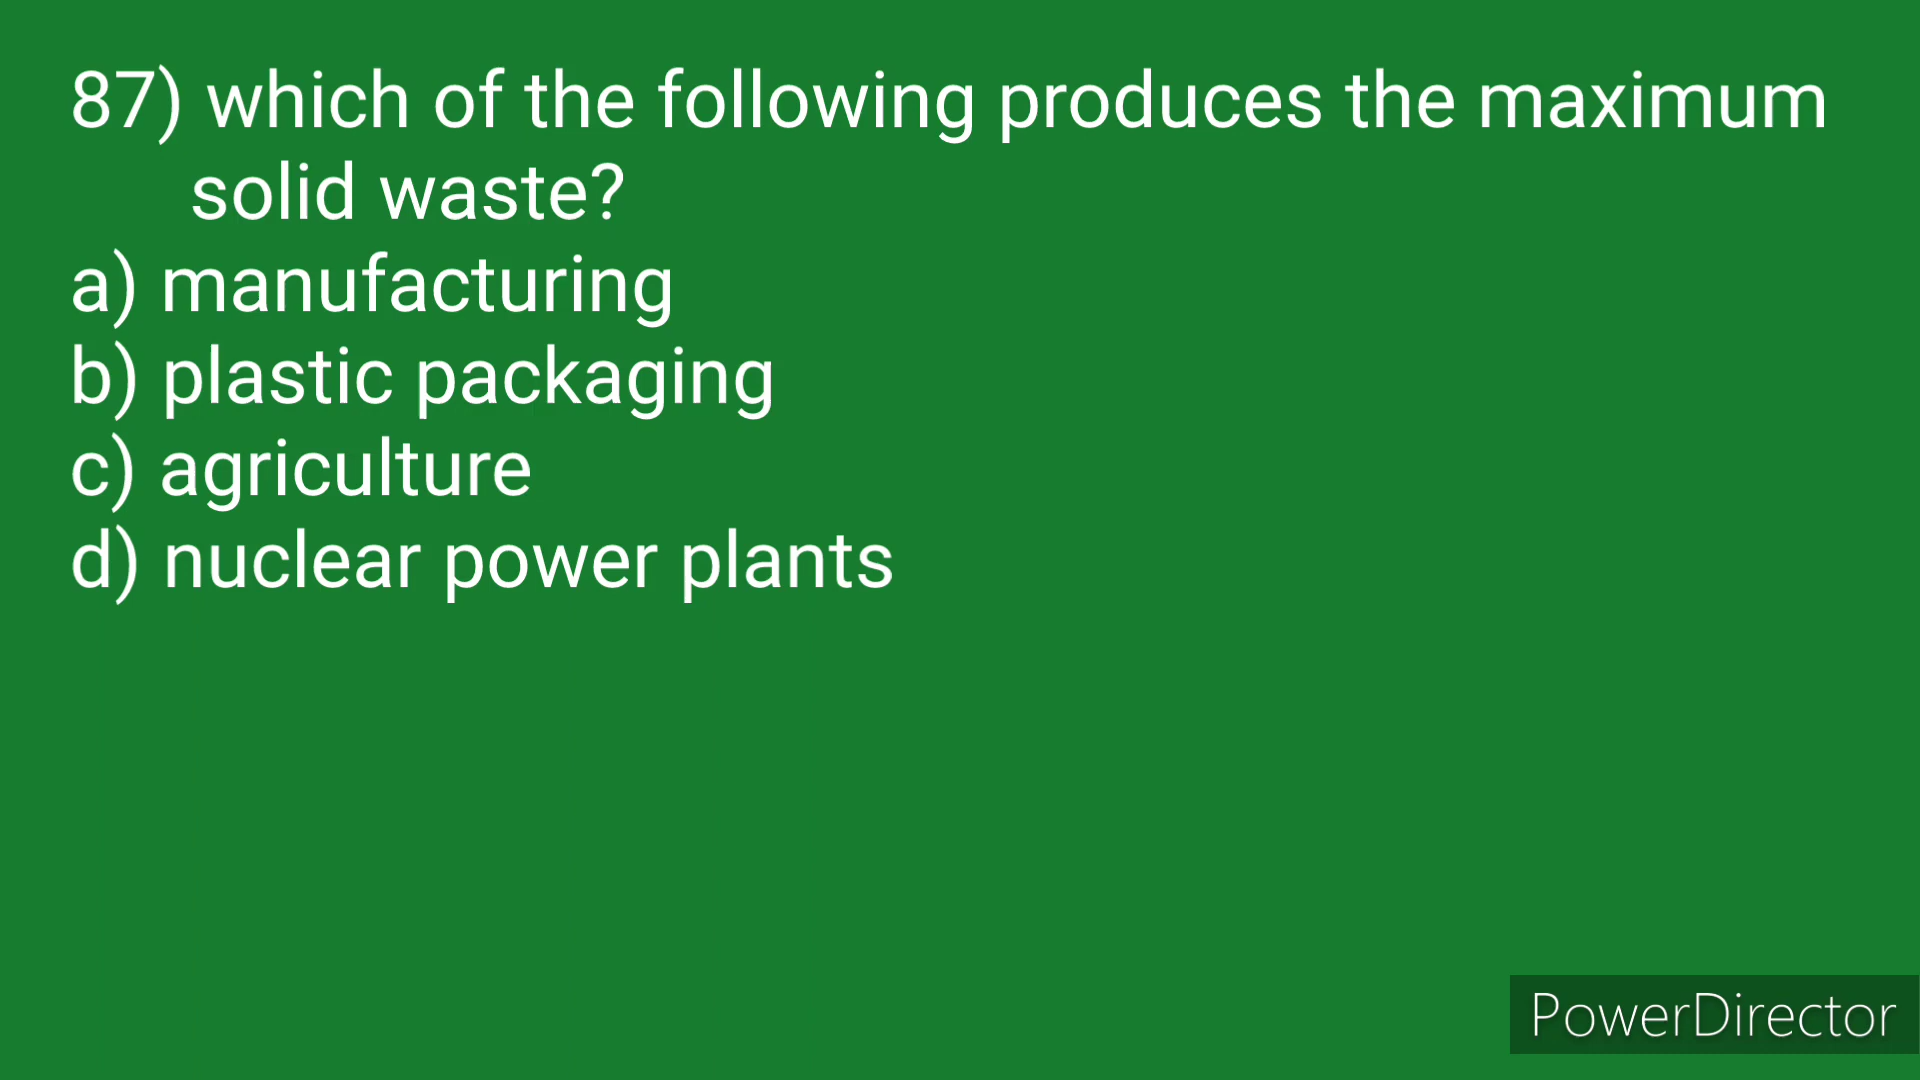 87) which of the following produces the maximum
solid waste?
a) manufacturing
b) plastic packaging
c) agriculture
d) nuclear power plants
PowerDirector